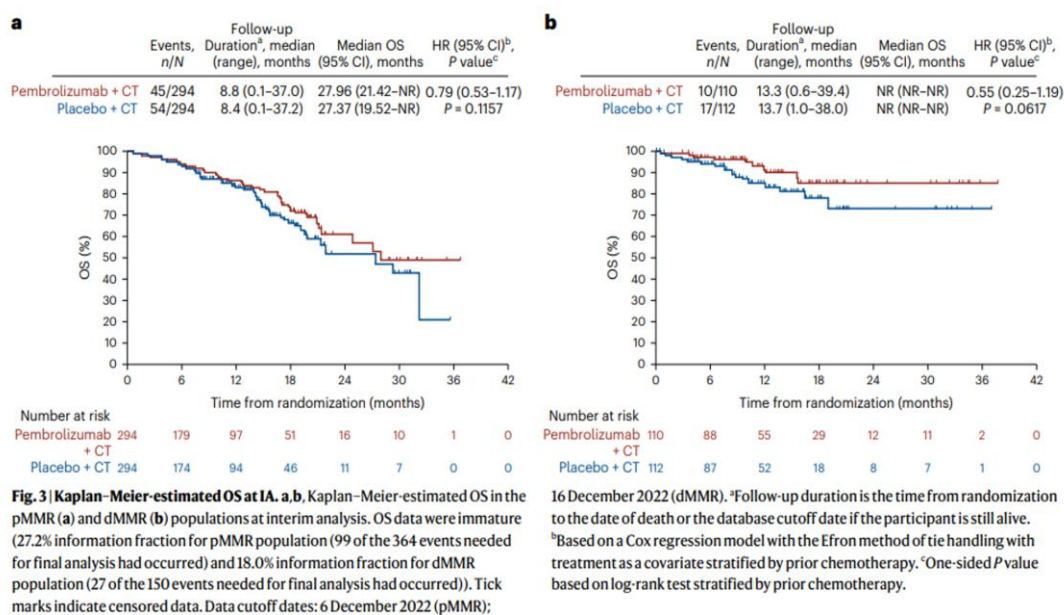 a
Follow-up
Events, Durationᵃ, median Median OS HR (95% CI)ᵇ,
n/N (range), months (95% CI), months P valueᶜ
Pembrolizumab + CT 45/294 8.8 (0.1–37.0) 27.96 (21.42–NR) 0.79 (0.53–1.17)
Placebo + CT 54/294 8.4 (0.1–37.2) 27.37 (19.52–NR) P = 0.1157
100
90
80
70
60
50
40
30
20
10
0
OS (%)
0 6 12 18 24 30 36 42
Time from randomization (months)
Number at risk
Pembrolizumab 294 179 97 51 16 10 1 0
+ CT
Placebo + CT 294 174 94 46 11 7 0 0
b
Follow-up
Events, Durationᵃ, median Median OS HR (95% CI)ᵇ,
n/N (range), months (95% CI), months P valueᶜ
Pembrolizumab + CT 10/110 13.3 (0.6–39.4) NR (NR–NR) 0.55 (0.25–1.19)
Placebo + CT 17/112 13.7 (1.0–38.0) NR (NR–NR) P = 0.0617
100
90
80
70
60
50
40
30
20
10
0
OS (%)
0 6 12 18 24 30 36 42
Time from randomization (months)
Number at risk
Pembrolizumab 110 88 55 29 12 11 2 0
+ CT
Placebo + CT 112 87 52 18 8 7 1 0
Fig. 3 | Kaplan–Meier-estimated OS at IA. a,b, Kaplan–Meier-estimated OS in the
pMMR (a) and dMMR (b) populations at interim analysis. OS data were immature
(27.2% information fraction for pMMR population (99 of the 364 events needed
for final analysis had occurred) and 18.0% information fraction for dMMR
population (27 of the 150 events needed for final analysis had occurred)). Tick
marks indicate censored data. Data cutoff dates: 6 December 2022 (pMMR);
16 December 2022 (dMMR). ᵃFollow-up duration is the time from randomization
to the date of death or the database cutoff date if the participant is still alive.
ᵇBased on a Cox regression model with the Efron method of tie handling with
treatment as a covariate stratified by prior chemotherapy. ᶜOne-sided P value
based on log-rank test stratified by prior chemotherapy.